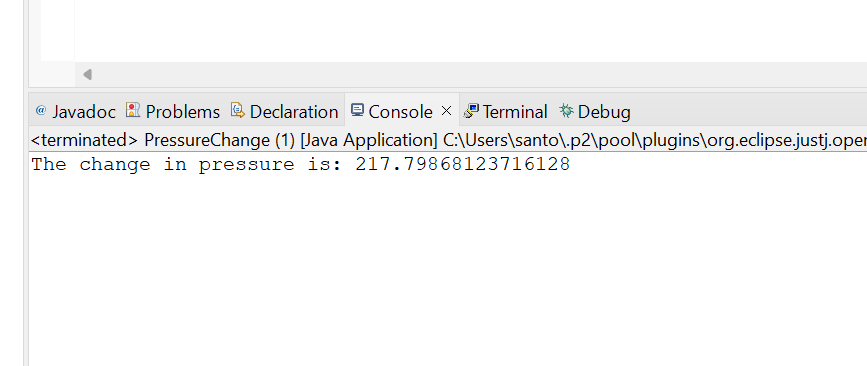 @ Javadoc Problems Declaration Console × Terminal Debug
<terminated> PressureChange (1) [Java Application] C:\Users\santo\.p2\pool\plugins\org.eclipse.justj.oper
The change in pressure is: 217.79868123716128